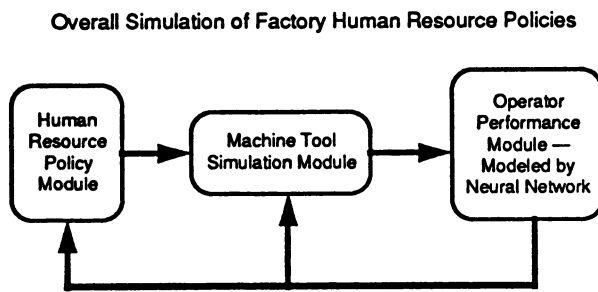 Overall Simulation of Factory Human Resource Policies
Human
Resource
Policy
Module
Machine Tool
Simulation Module
Operator
Performance
Module —
Modeled by
Neural Network